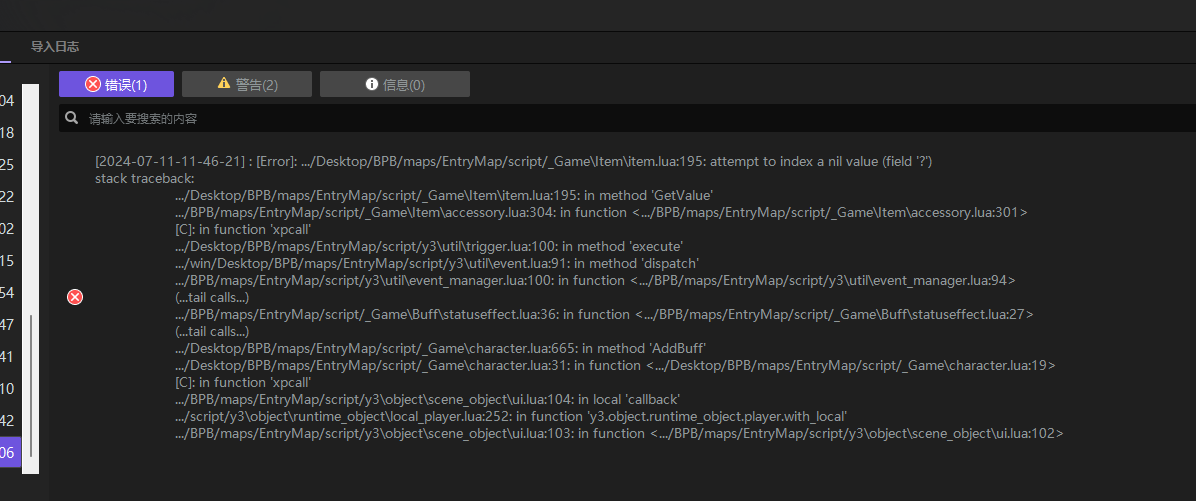 导入日志
错误(1)
警告(2)
信息(0)
请输入要搜索的内容
04
18
25
22
02
15
54
47
41
10
42
06
[2024-07-11-11-46-21] : [Error]: .../Desktop/BPB/maps/EntryMap/script/_Game\Item\item.lua:195: attempt to index a nil value (field '?')
stack traceback:
.../Desktop/BPB/maps/EntryMap/script/_Game\Item\item.lua:195: in method 'GetValue'
.../BPB/maps/EntryMap/script/_Game\Item\accessory.lua:304: in function <.../BPB/maps/EntryMap/script/_Game\Item\accessory.lua:301>
[C]: in function 'xpcall'
.../Desktop/BPB/maps/EntryMap/script/y3\util\trigger.lua:100: in method 'execute'
.../win/Desktop/BPB/maps/EntryMap/script/y3\util\event.lua:91: in method 'dispatch'
.../BPB/maps/EntryMap/script/y3\util\event_manager.lua:100: in function <.../BPB/maps/EntryMap/script/y3\util\event_manager.lua:94>
(...tail calls...)
.../BPB/maps/EntryMap/script/_Game\Buff\statuseffect.lua:36: in function <.../BPB/maps/EntryMap/script/_Game\Buff\statuseffect.lua:27>
(...tail calls...)
.../Desktop/BPB/maps/EntryMap/script/_Game\character.lua:665: in method 'AddBuff'
.../Desktop/BPB/maps/EntryMap/script/_Game\character.lua:31: in function <.../Desktop/BPB/maps/EntryMap/script/_Game\character.lua:19>
[C]: in function 'xpcall'
.../BPB/maps/EntryMap/script/y3\object\scene_object\ui.lua:104: in local 'callback'
.../script/y3\object\runtime_object\local_player.lua:252: in function 'y3.object.runtime_object.player.with_local'
.../BPB/maps/EntryMap/script/y3\object\scene_object\ui.lua:103: in function <.../BPB/maps/EntryMap/script/y3\object\scene_object\ui.lua:102>